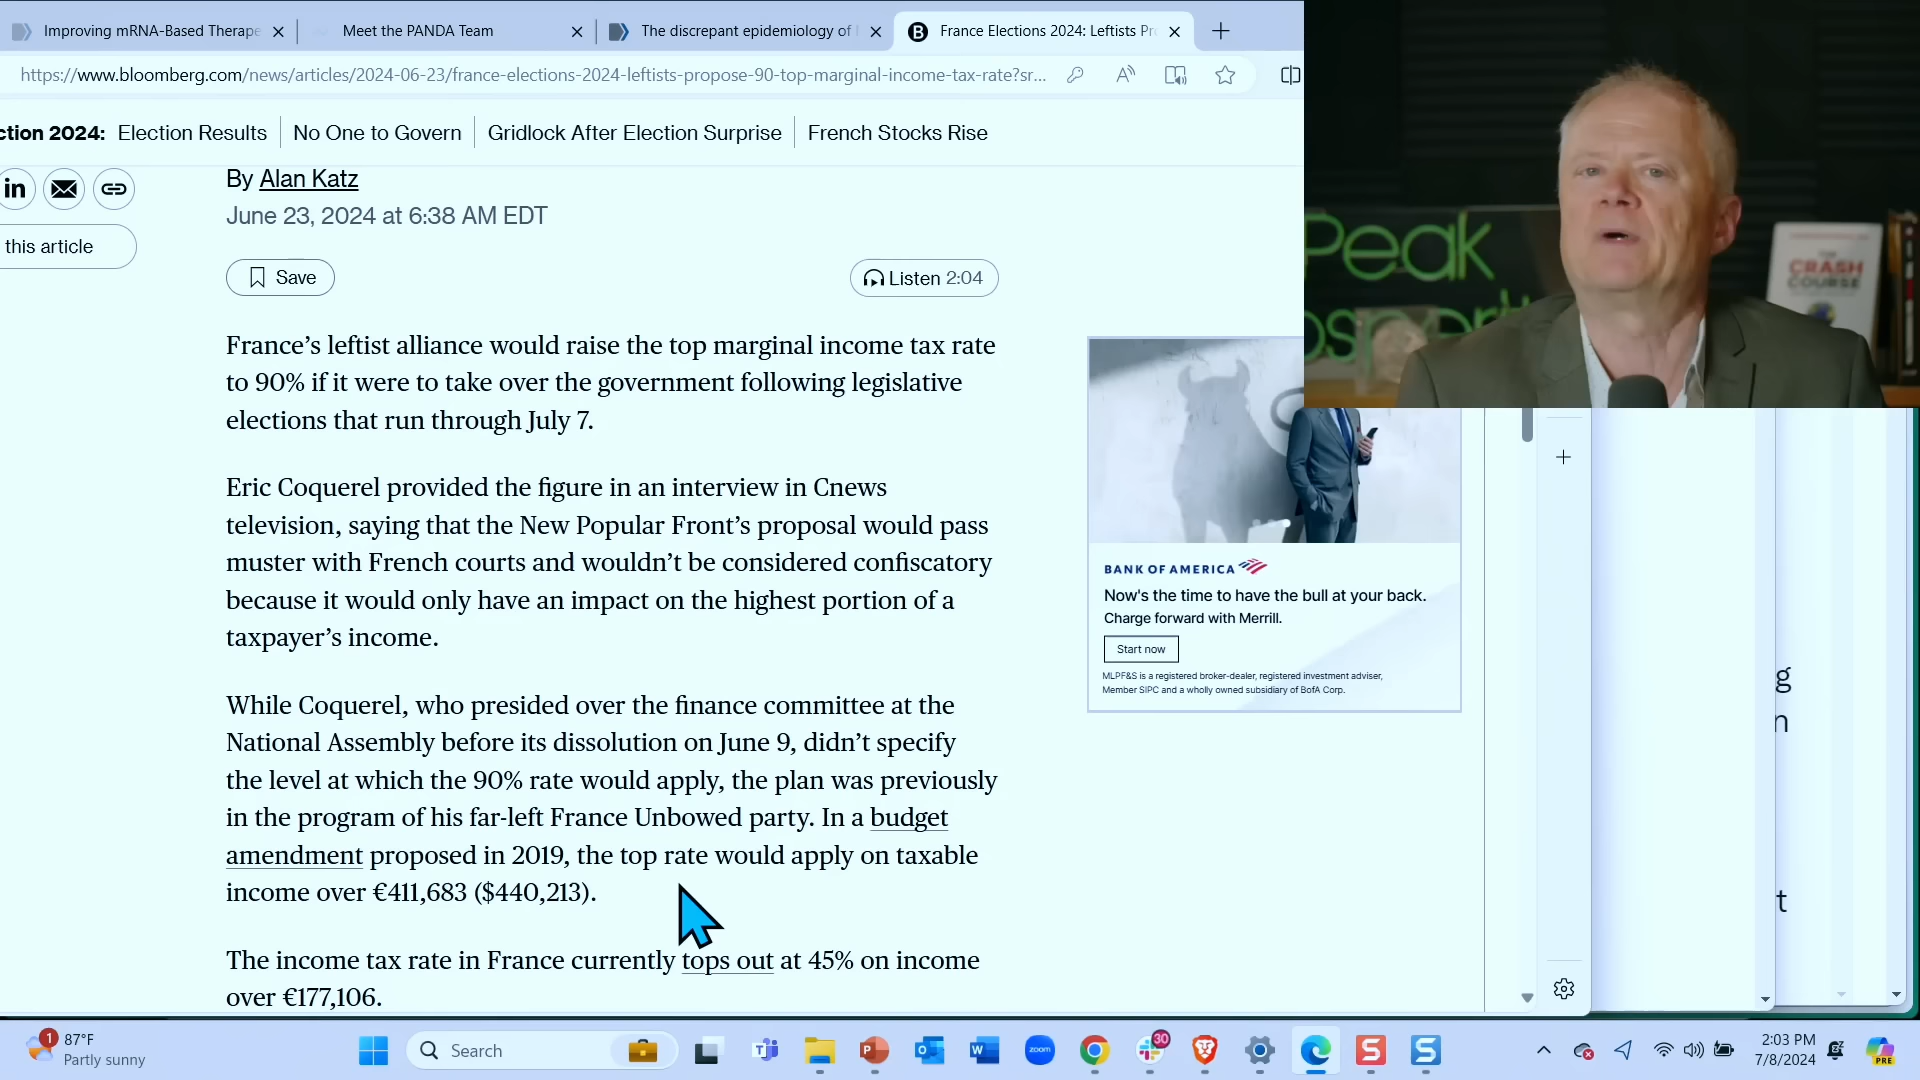 Improving mRNA-Based Therape
Meet the PANDA Team
The discrepant epidemiology of
France Elections 2024: Leftists Pr
https://www.bloomberg.com/news/articles/2024-06-23/france-elections-2024-leftists-propose-90-top-marginal-income-tax-rate?sr...
ction 2024: Election Results No One to Govern Gridlock After Election Surprise French Stocks Rise
By Alan Katz
June 23, 2024 at 6:38 AM EDT
in
this article
Save
Listen 2:04
France’s leftist alliance would raise the top marginal income tax rate
to 90% if it were to take over the government following legislative
elections that run through July 7.
Eric Coquerel provided the figure in an interview in Cnews
television, saying that the New Popular Front’s proposal would pass
muster with French courts and wouldn’t be considered confiscatory
because it would only have an impact on the highest portion of a
taxpayer’s income.
While Coquerel, who presided over the finance committee at the
National Assembly before its dissolution on June 9, didn’t specify
the level at which the 90% rate would apply, the plan was previously
in the program of his far-left France Unbowed party. In a budget
amendment proposed in 2019, the top rate would apply on taxable
income over €411,683 ($440,213).
The income tax rate in France currently tops out at 45% on income
over €177,106.
Peak
CRASH
COURSE
BANK OF AMERICA
Now's the time to have the bull at your back.
Charge forward with Merrill.
Start now
MLPF&S is a registered broker-dealer, registered investment adviser,
Member SIPC and a wholly owned subsidiary of BofA Corp.
g
n
t
1
87°F
Partly sunny
Search
zoom
30
2:03 PM
7/8/2024
PRE